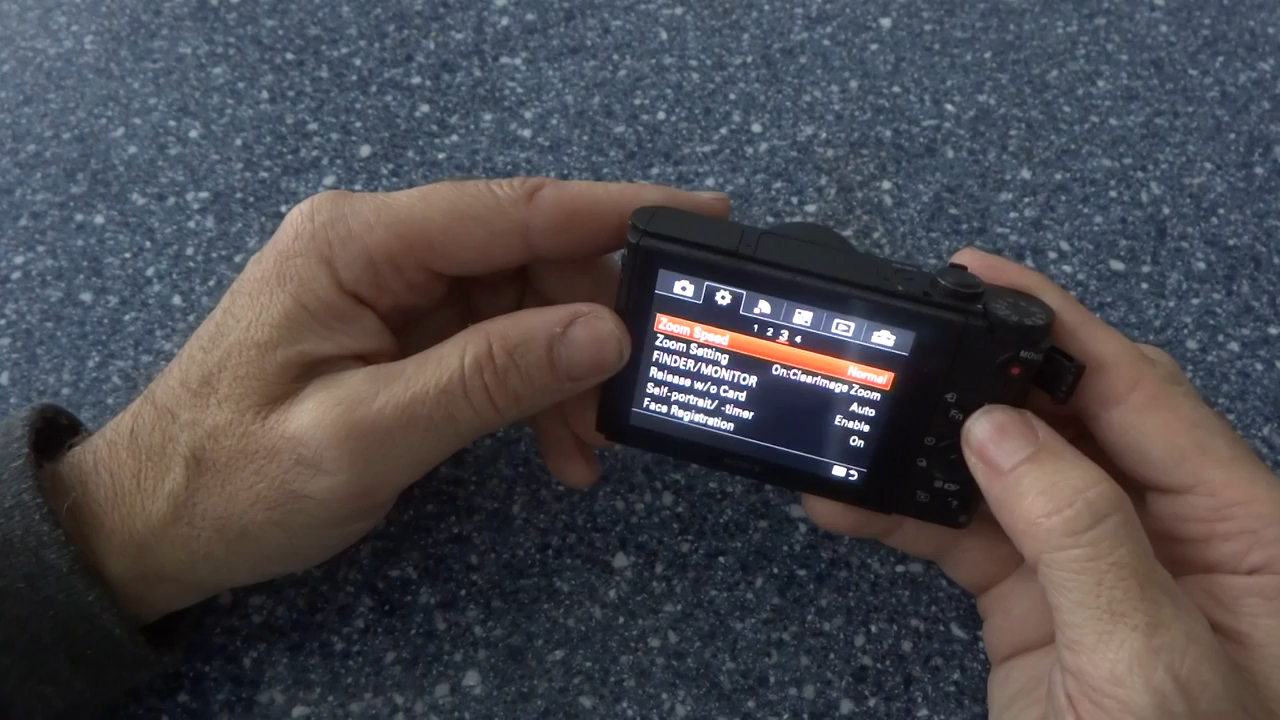 1 2 3 4
Zoom Speed Normal
Zoom Setting On:ClearImage Zoom
FINDER/MONITOR Auto
Release w/o Card Enable
Self-portrait/ -timer On
Face Registration
MOVIE
Fn